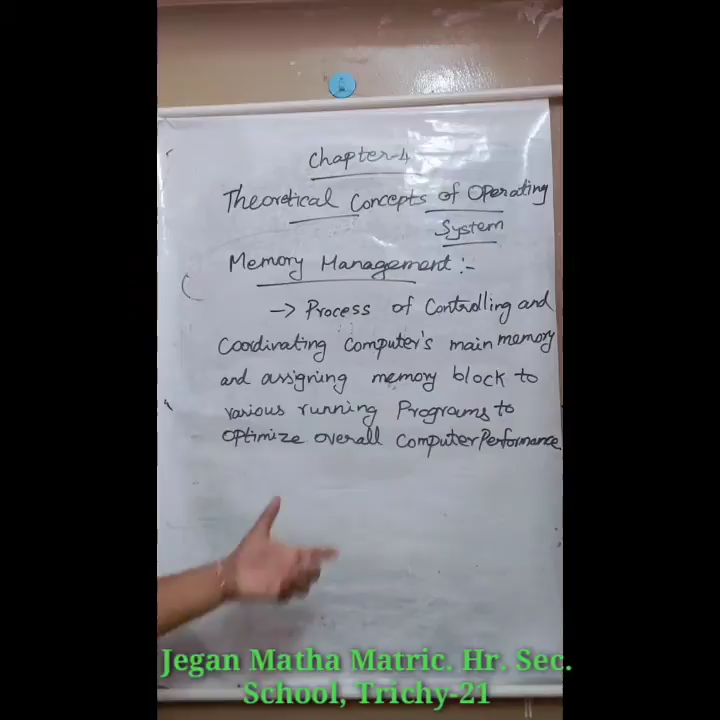 Chapter-4
Theoretical Concepts of Operating
System
Memory Management :-
-> Process of Controlling and
Coordinating Computer's main memory
and assigning memory block to
various running Programs to
Optimize overall Computer Performance
Jegan Matha Matric. Hr. Sec.
School, Trichy-21